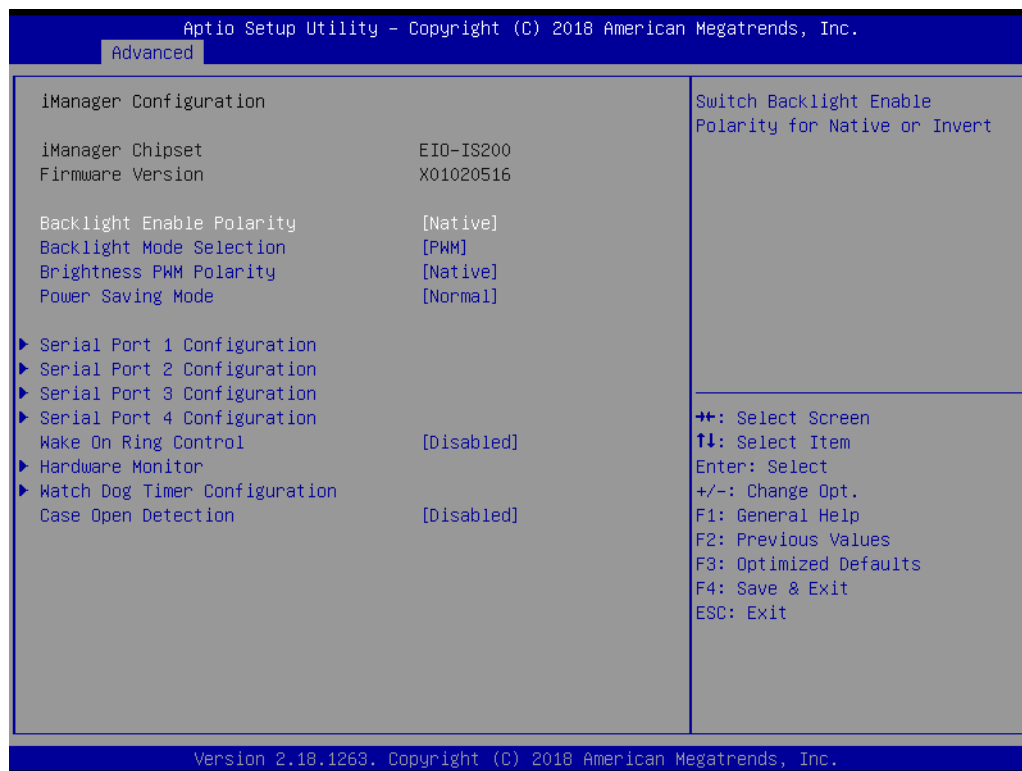 Aptio Setup Utility – Copyright (C) 2018 American Megatrends, Inc.
Advanced
iManager Configuration
iManager Chipset EIO-IS200
Firmware Version X01020516
Backlight Enable Polarity [Native]
Backlight Mode Selection [PWM]
Brightness PWM Polarity [Native]
Power Saving Mode [Normal]
Serial Port 1 Configuration
Serial Port 2 Configuration
Serial Port 3 Configuration
Serial Port 4 Configuration
Wake On Ring Control [Disabled]
Hardware Monitor
Watch Dog Timer Configuration
Case Open Detection [Disabled]
Switch Backlight Enable
Polarity for Native or Invert
→←: Select Screen
↑↓: Select Item
Enter: Select
+/-: Change Opt.
F1: General Help
F2: Previous Values
F3: Optimized Defaults
F4: Save & Exit
ESC: Exit
Version 2.18.1263. Copyright (C) 2018 American Megatrends, Inc.